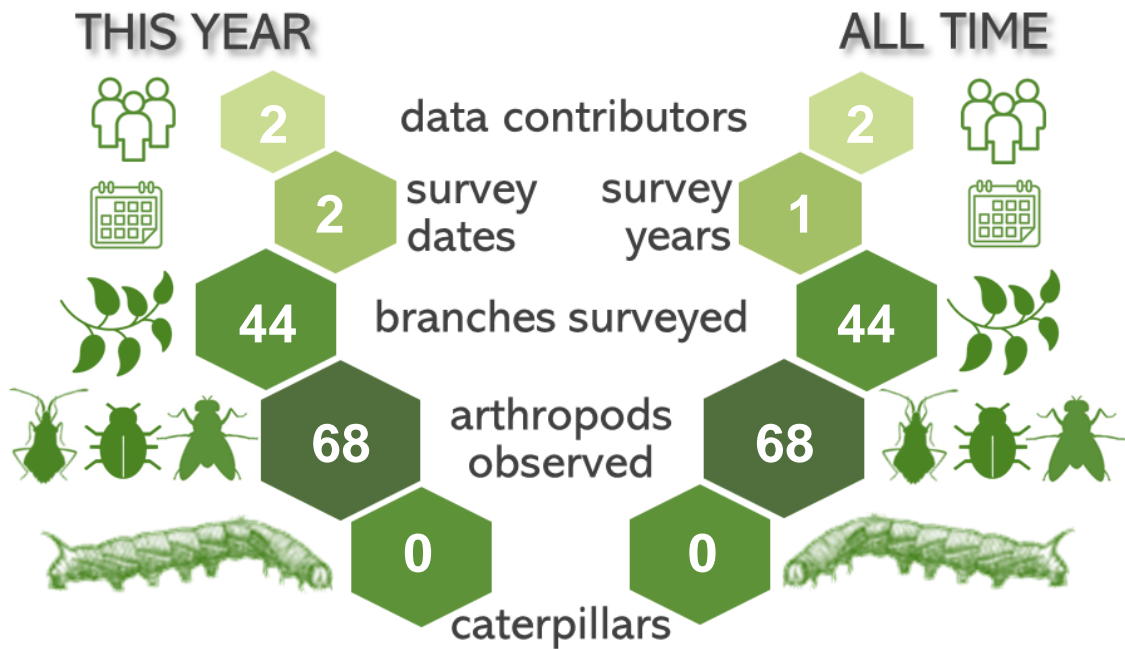 THIS YEAR
ALL TIME
2
data contributors
2
2
survey
dates
survey
years
1
44
branches surveyed
44
68
arthropods
observed
68
0
0
caterpillars